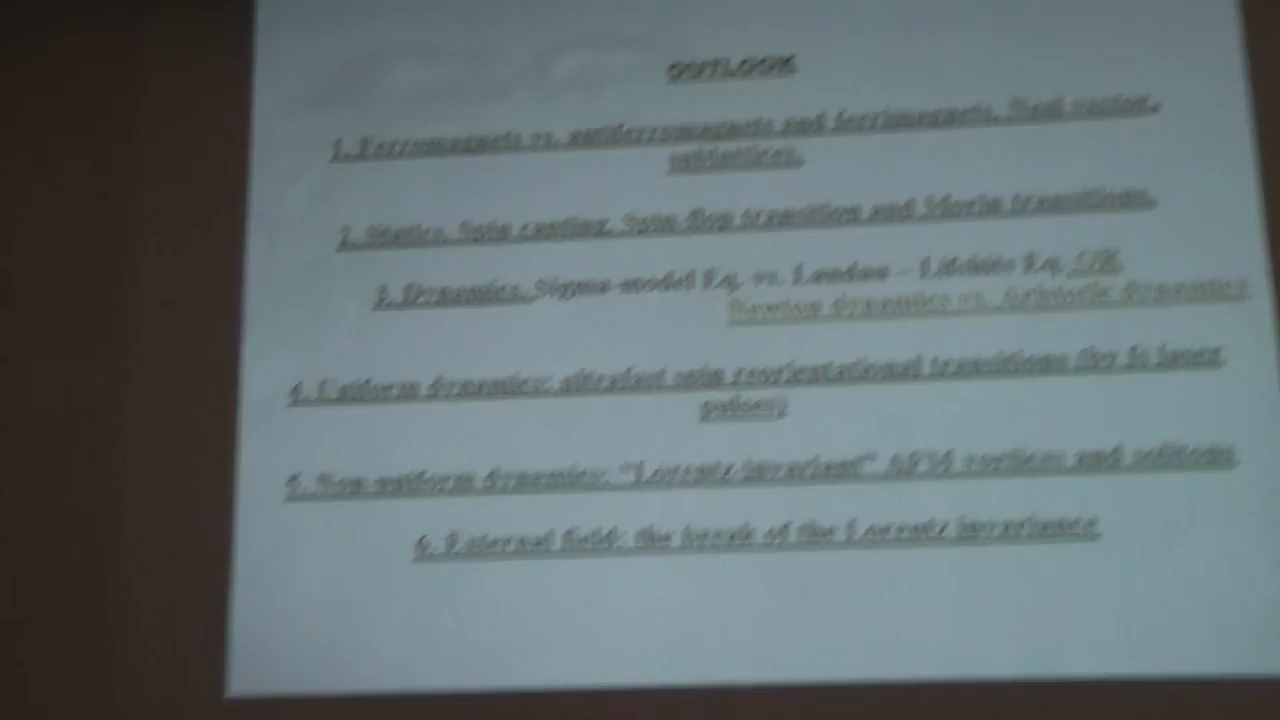 OUTLOOK
1. Ferromagnets vs. antiferromagnets and ferrimagnets. Neel
2. Statics. Spin canting. Spin-flop transition and Morin transitions.
3. Dynamics. Sigma-model Eq. vs. Landau – Lifshitz Eq.
Newton dynamics vs. Aristotle dynamics
4. Uniform dynamics: ultrafast spin reorientational transitions (by fs laser
pulses)
5. Non uniform dynamics: "Lorentz invariant" AFM vortices and solitons
6. External field: the break of the Lorentz invariance